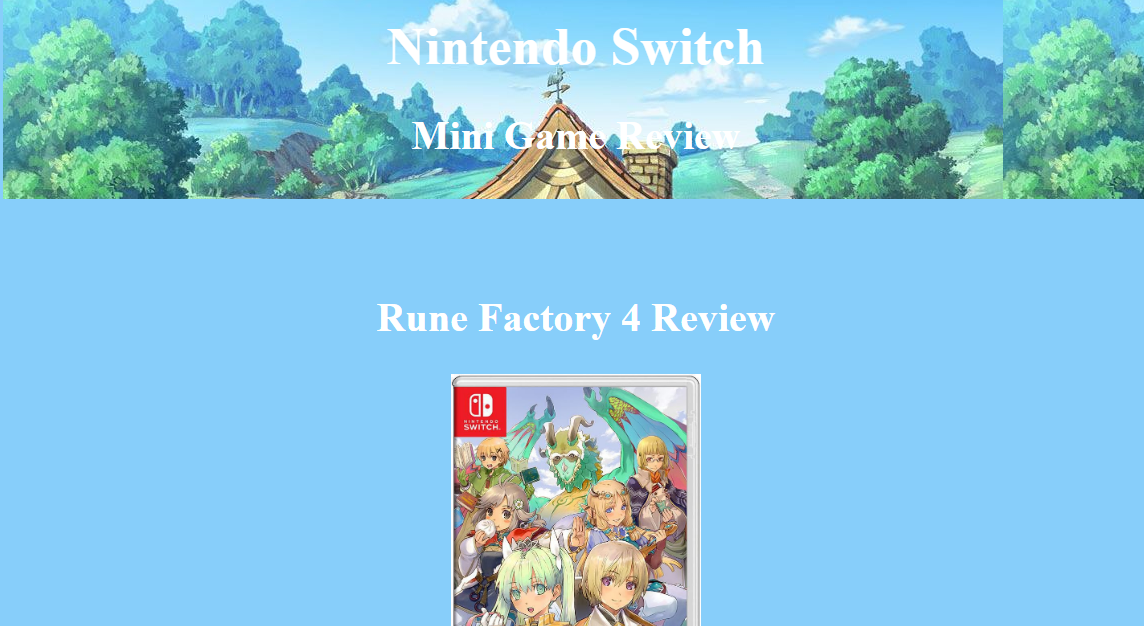 Nintendo Switch
Mini Game Review
Rune Factory 4 Review
NINTENDO
SWITCH.